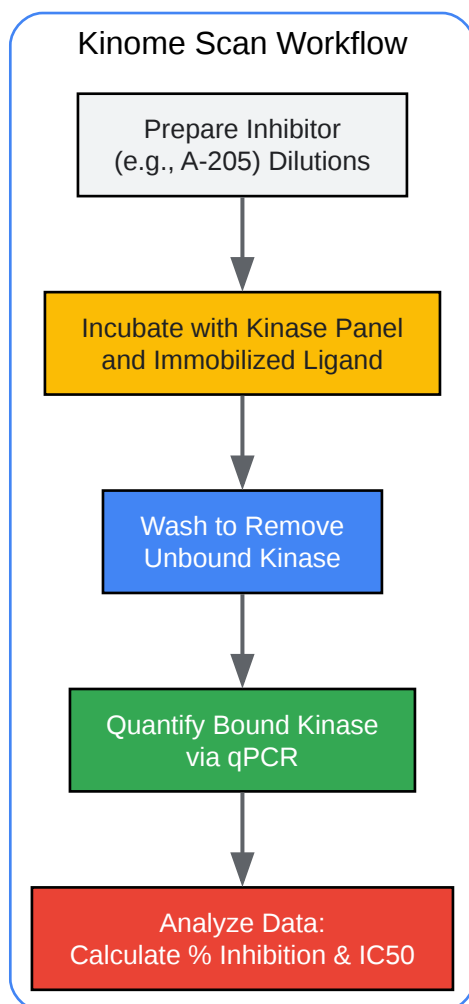 Kinome Scan Workflow
Prepare Inhibitor
(e.g., A-205) Dilutions
Incubate with Kinase Panel
and Immobilized Ligand
Wash to Remove
Unbound Kinase
Quantify Bound Kinase
via qPCR
Analyze Data:
Calculate % Inhibition & IC50